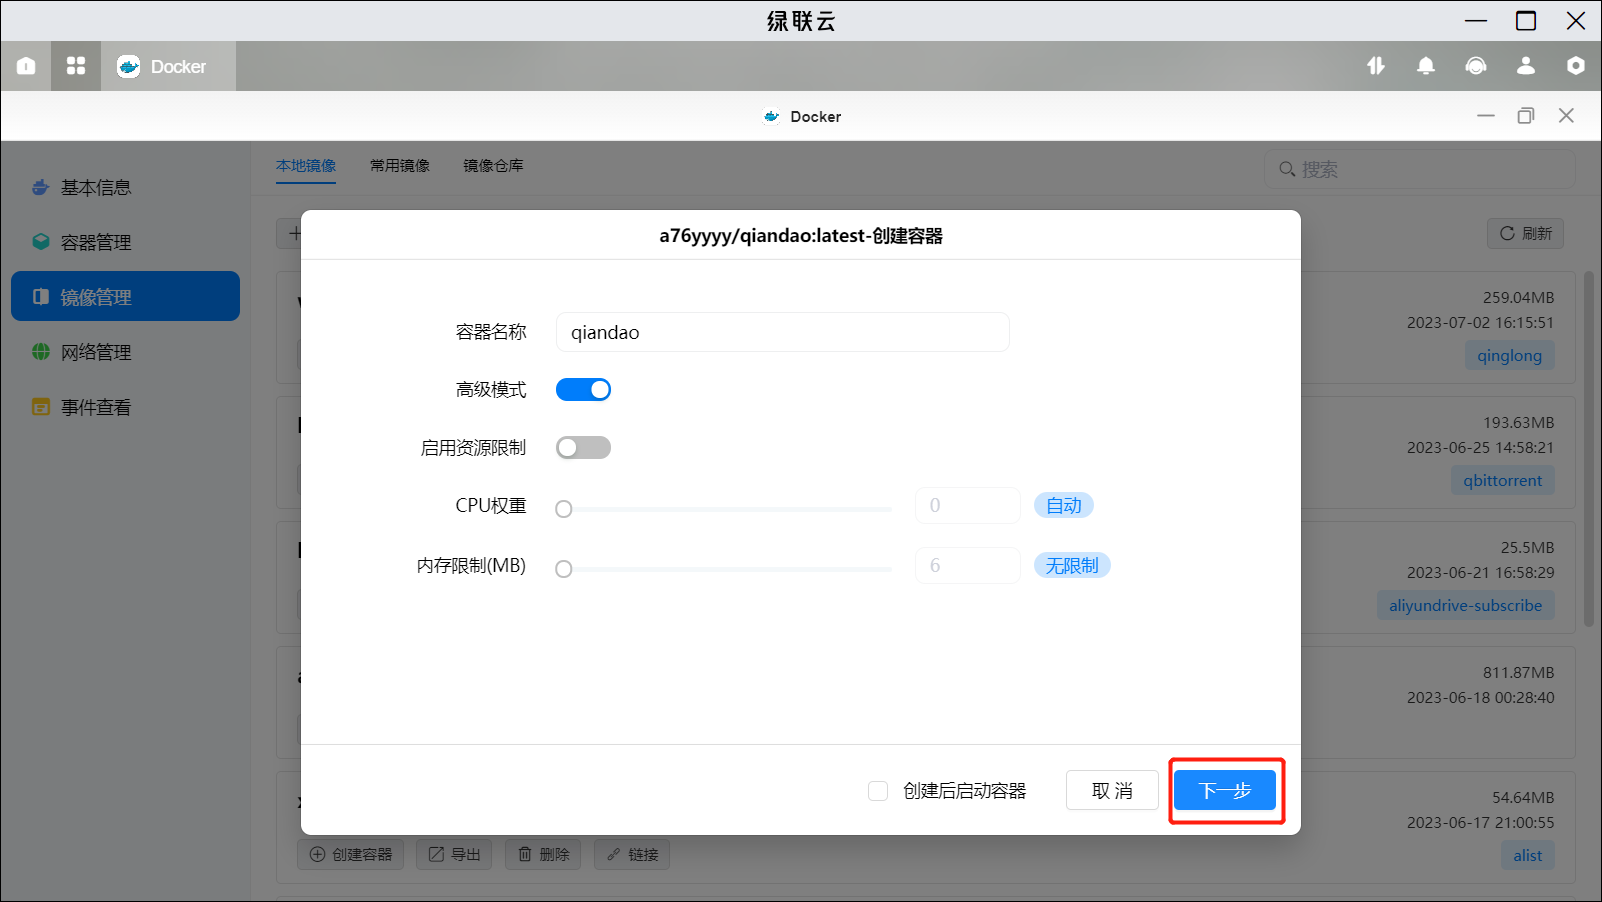 绿联云
Docker
Docker
基本信息
容器管理
镜像管理
网络管理
事件查看
本地镜像
常用镜像
镜像仓库
搜索
刷新
a76yyyy/qiandao:latest-创建容器
容器名称
qiandao
高级模式
启用资源限制
CPU权重
0
自动
内存限制(MB)
6
无限制
创建后启动容器
取 消
下一步
259.04MB
2023-07-02 16:15:51
qinglong
193.63MB
2023-06-25 14:58:21
qbittorrent
25.5MB
2023-06-21 16:58:29
aliyundrive-subscribe
811.87MB
2023-06-18 00:28:40
54.64MB
2023-06-17 21:00:55
alist
创建容器
导出
删除
链接